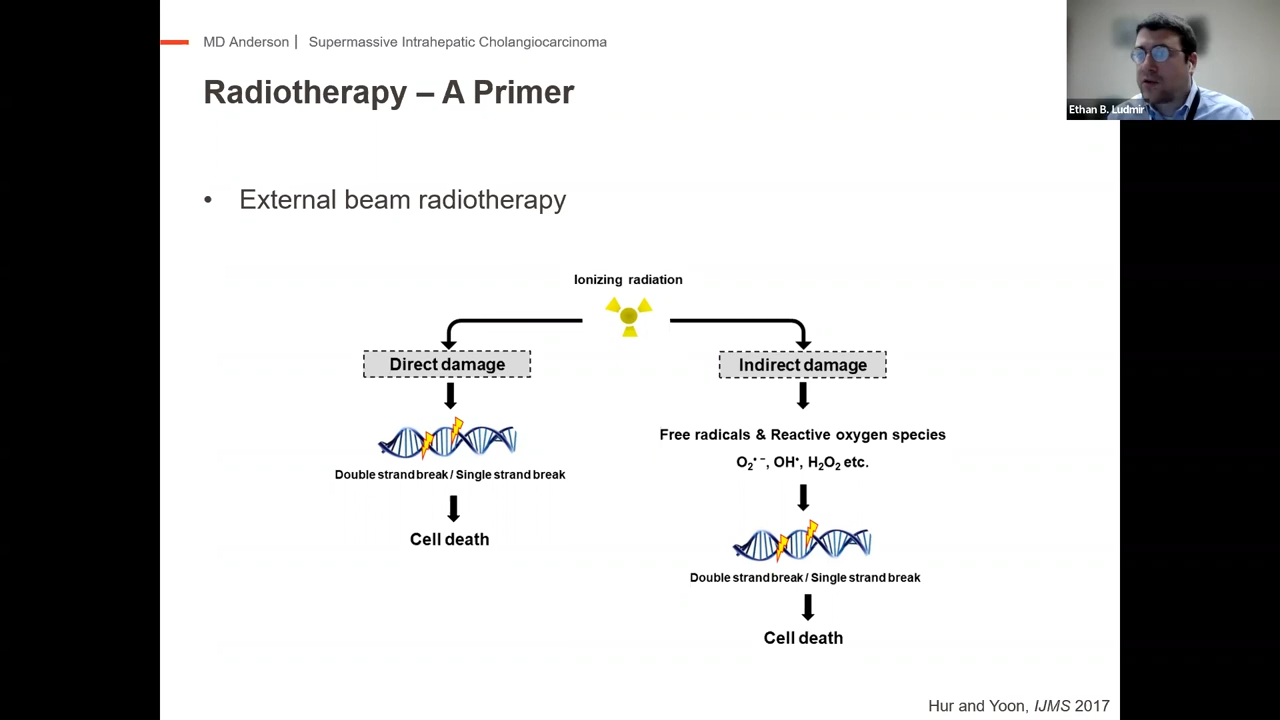 MD Anderson | Supermassive Intrahepatic Cholangiocarcinoma
Radiotherapy – A Primer
Ethan B. Ludmir
• External beam radiotherapy
Ionizing radiation
Direct damage
Double strand break / Single strand break
Cell death
Indirect damage
Free radicals & Reactive oxygen species
O₂•⁻, OH•, H₂O₂ etc.
Double strand break / Single strand break
Cell death
Hur and Yoon, IJMS 2017